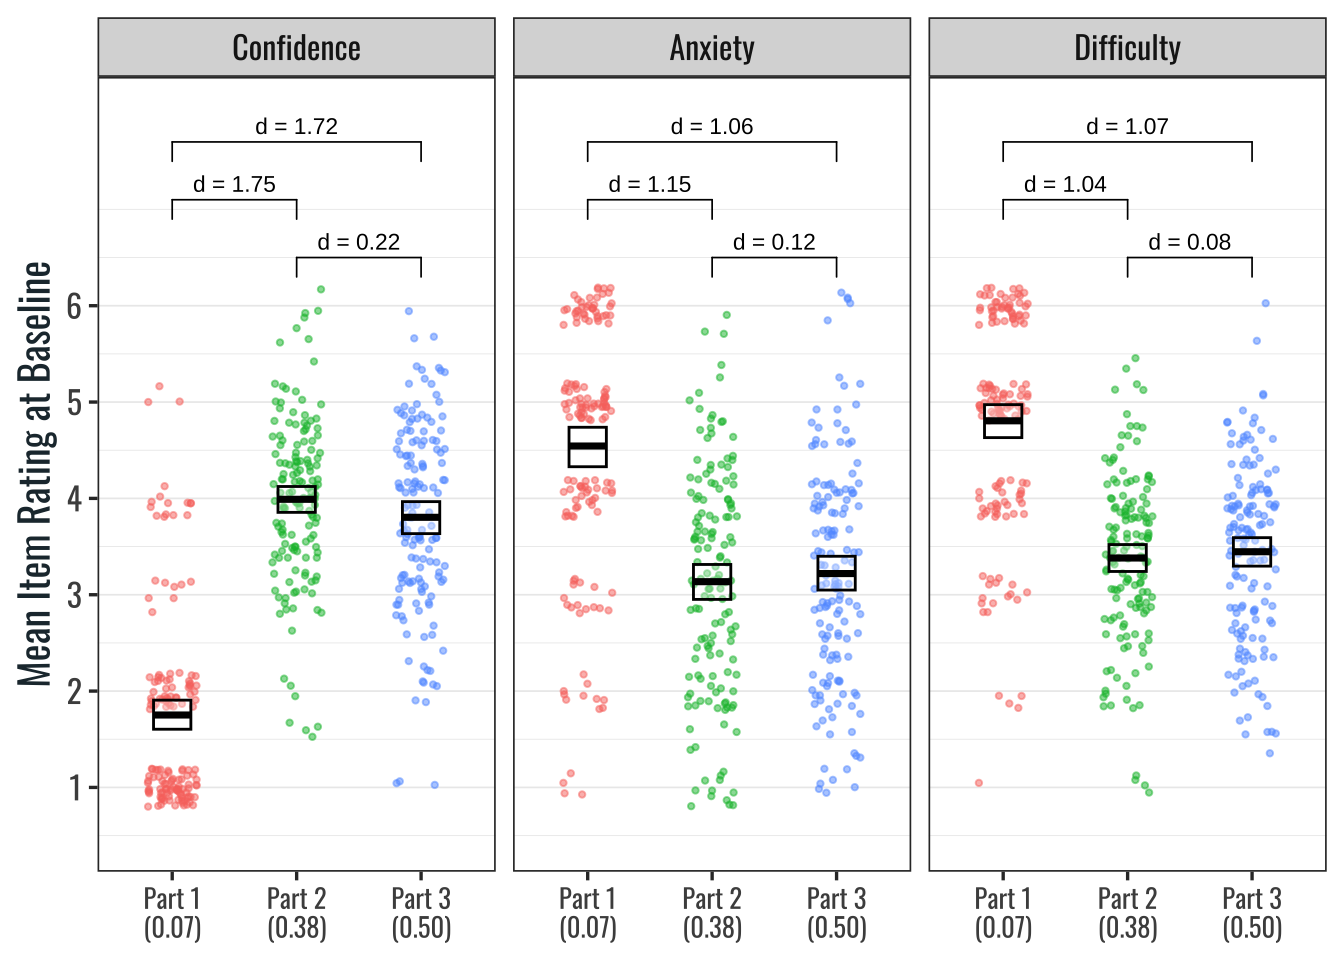 Confidence
Anxiety
Difficulty
d = 1.72
d = 1.75
d = 0.22
d = 1.06
d = 1.15
d = 0.12
d = 1.07
d = 1.04
d = 0.08
Mean Item Rating at Baseline
6
5
4
3
2
1
Part 1
(0.07)
Part 2
(0.38)
Part 3
(0.50)
Part 1
(0.07)
Part 2
(0.38)
Part 3
(0.50)
Part 1
(0.07)
Part 2
(0.38)
Part 3
(0.50)